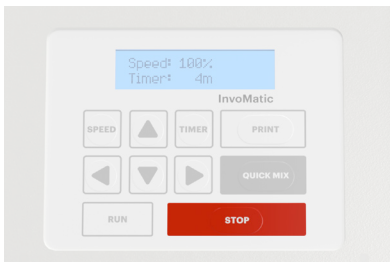 Speed: 100%
Timer: 4m
InvoMatic
SPEED
TIMER
PRINT
QUICK MIX
RUN
STOP